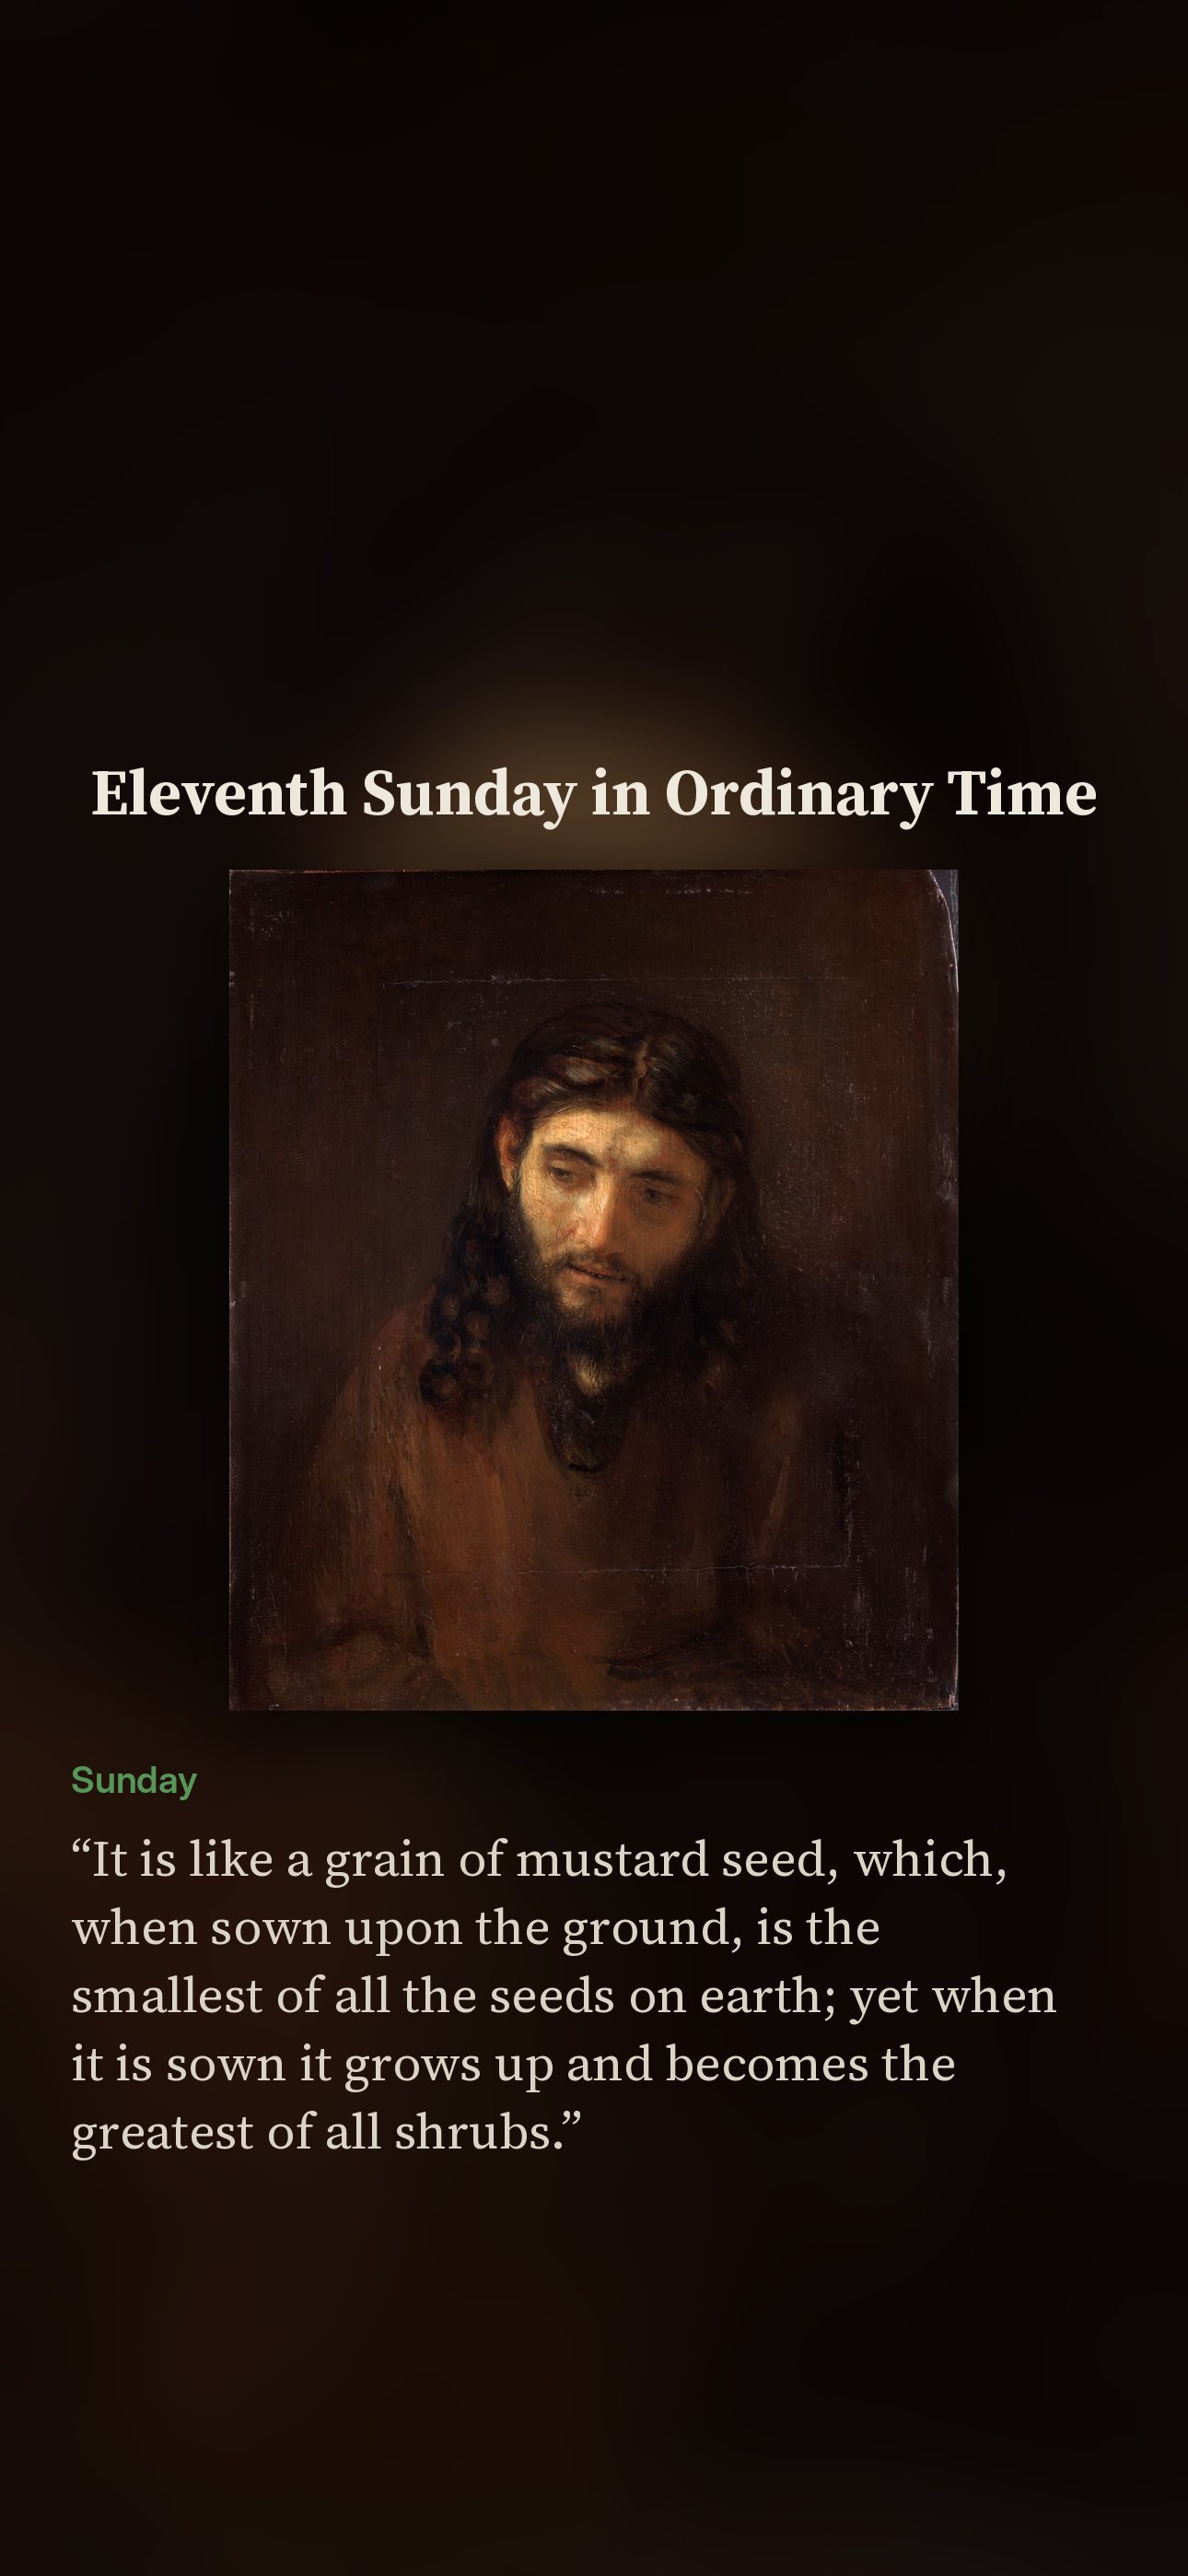 Eleventh Sunday in Ordinary Time
Sunday
“It is like a grain of mustard seed, which,
when sown upon the ground, is the
smallest of all the seeds on earth; yet when
it is sown it grows up and becomes the
greatest of all shrubs.”